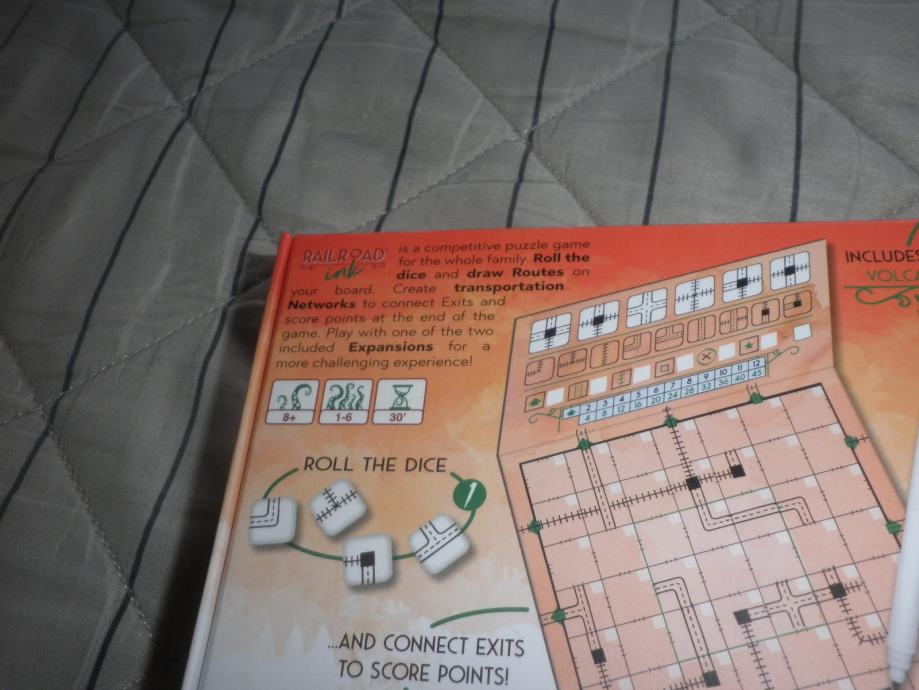 RAILROAD
ink
is a competitive puzzle game
for the whole family. Roll the
dice and draw Routes on
your board. Create transportation
Networks to connect Exits and
score points at the end of the
game. Play with one of the two
included Expansions for a
more challenging experience!
8+ 1-6 30'
ROLL THE DICE
1
...AND CONNECT EXITS
TO SCORE POINTS!
INCLUDES
2 3 4 5 6 7 8 9 10 11 12
4 8 12 16 20 24 28 32 36 40 45